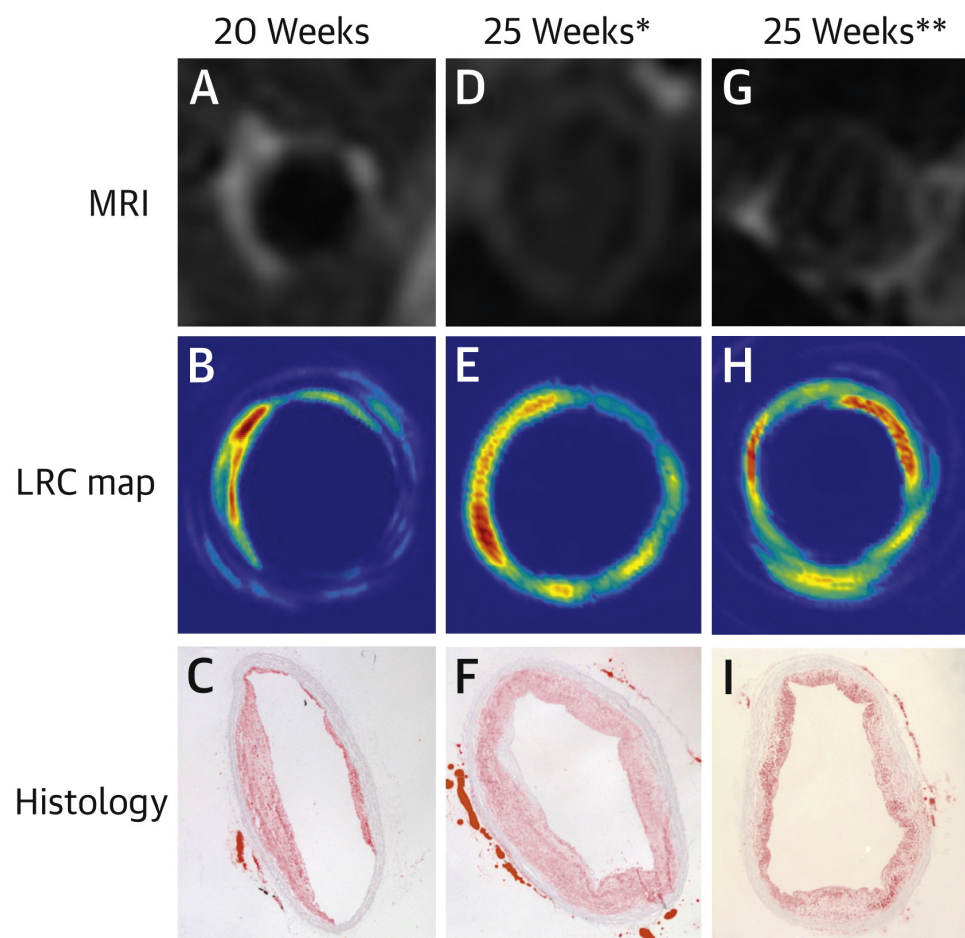 20 Weeks 25 Weeks* 25 Weeks**
A D G
MRI
B E H
LRC map
C F I
Histology